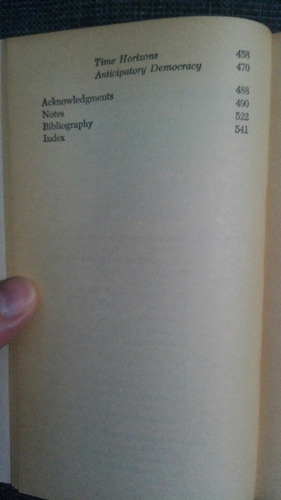 Time Horizons 458
Anticipatory Democracy 470
Acknowledgments 488
Notes 490
Bibliography 522
Index 541